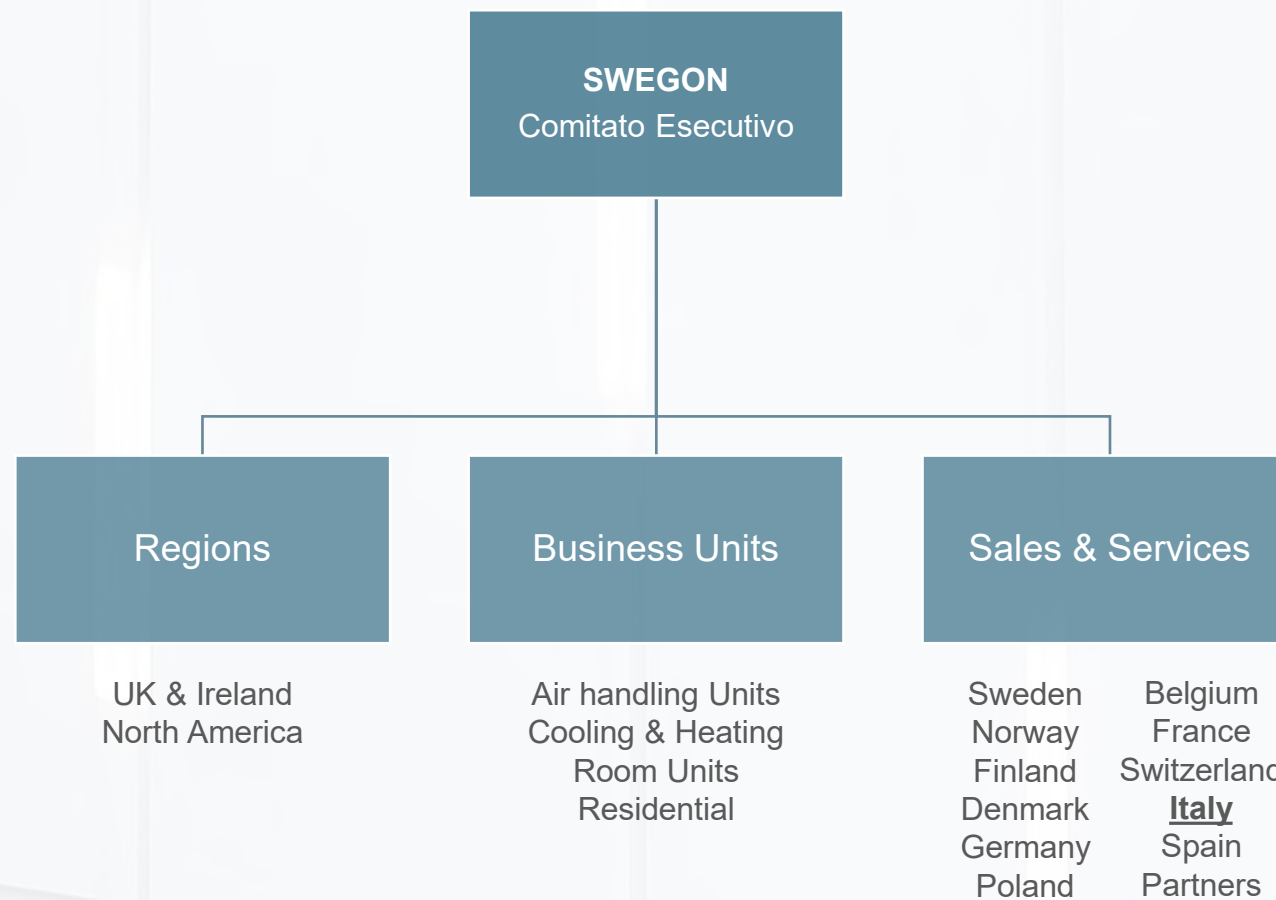 SWEGON
Comitato Esecutivo
Regions
Business Units
Sales & Services
UK & Ireland
North America
Air handling Units
Cooling & Heating
Room Units
Residential
Sweden
Norway
Finland
Denmark
Germany
Poland
Belgium
France
Switzerland
Italy
Spain
Partners